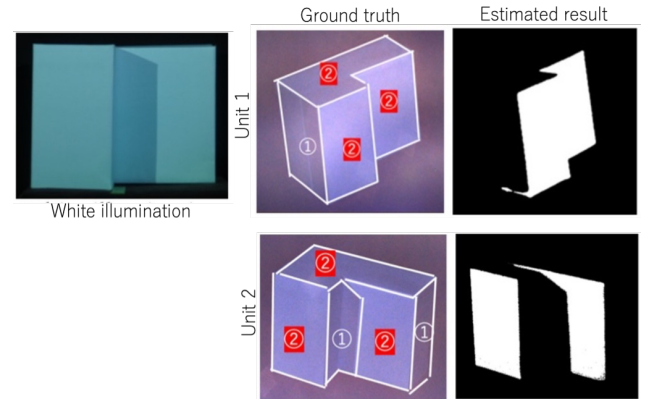 Ground truth
Estimated result
White illumination
Unit 1
②
②
①
②
Unit 2
②
②
①
②
①